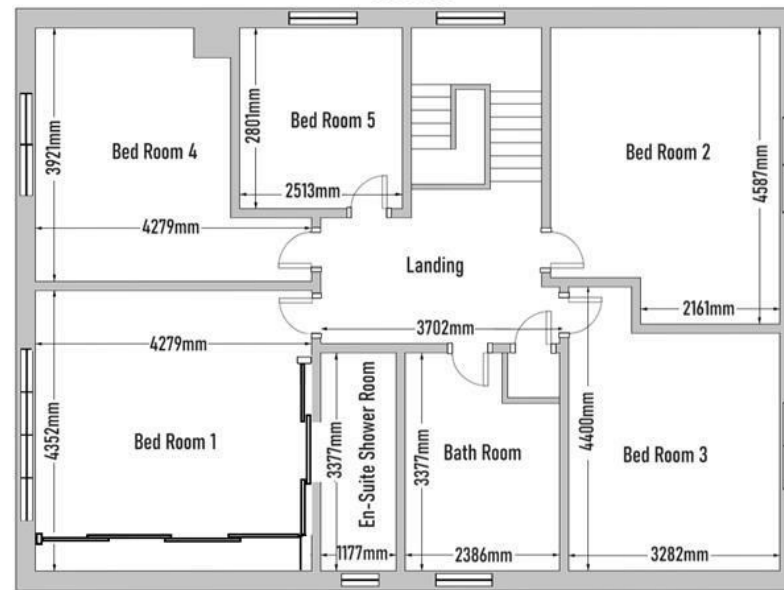 Bed Room 4
3921mm
4279mm
Bed Room 5
2801mm
2513mm
Bed Room 2
4587mm
2161mm
Landing
3702mm
Bed Room 1
4279mm
4352mm
En-Suite Shower Room
3377mm
1177mm
Bath Room
3377mm
2386mm
Bed Room 3
4400mm
3282mm